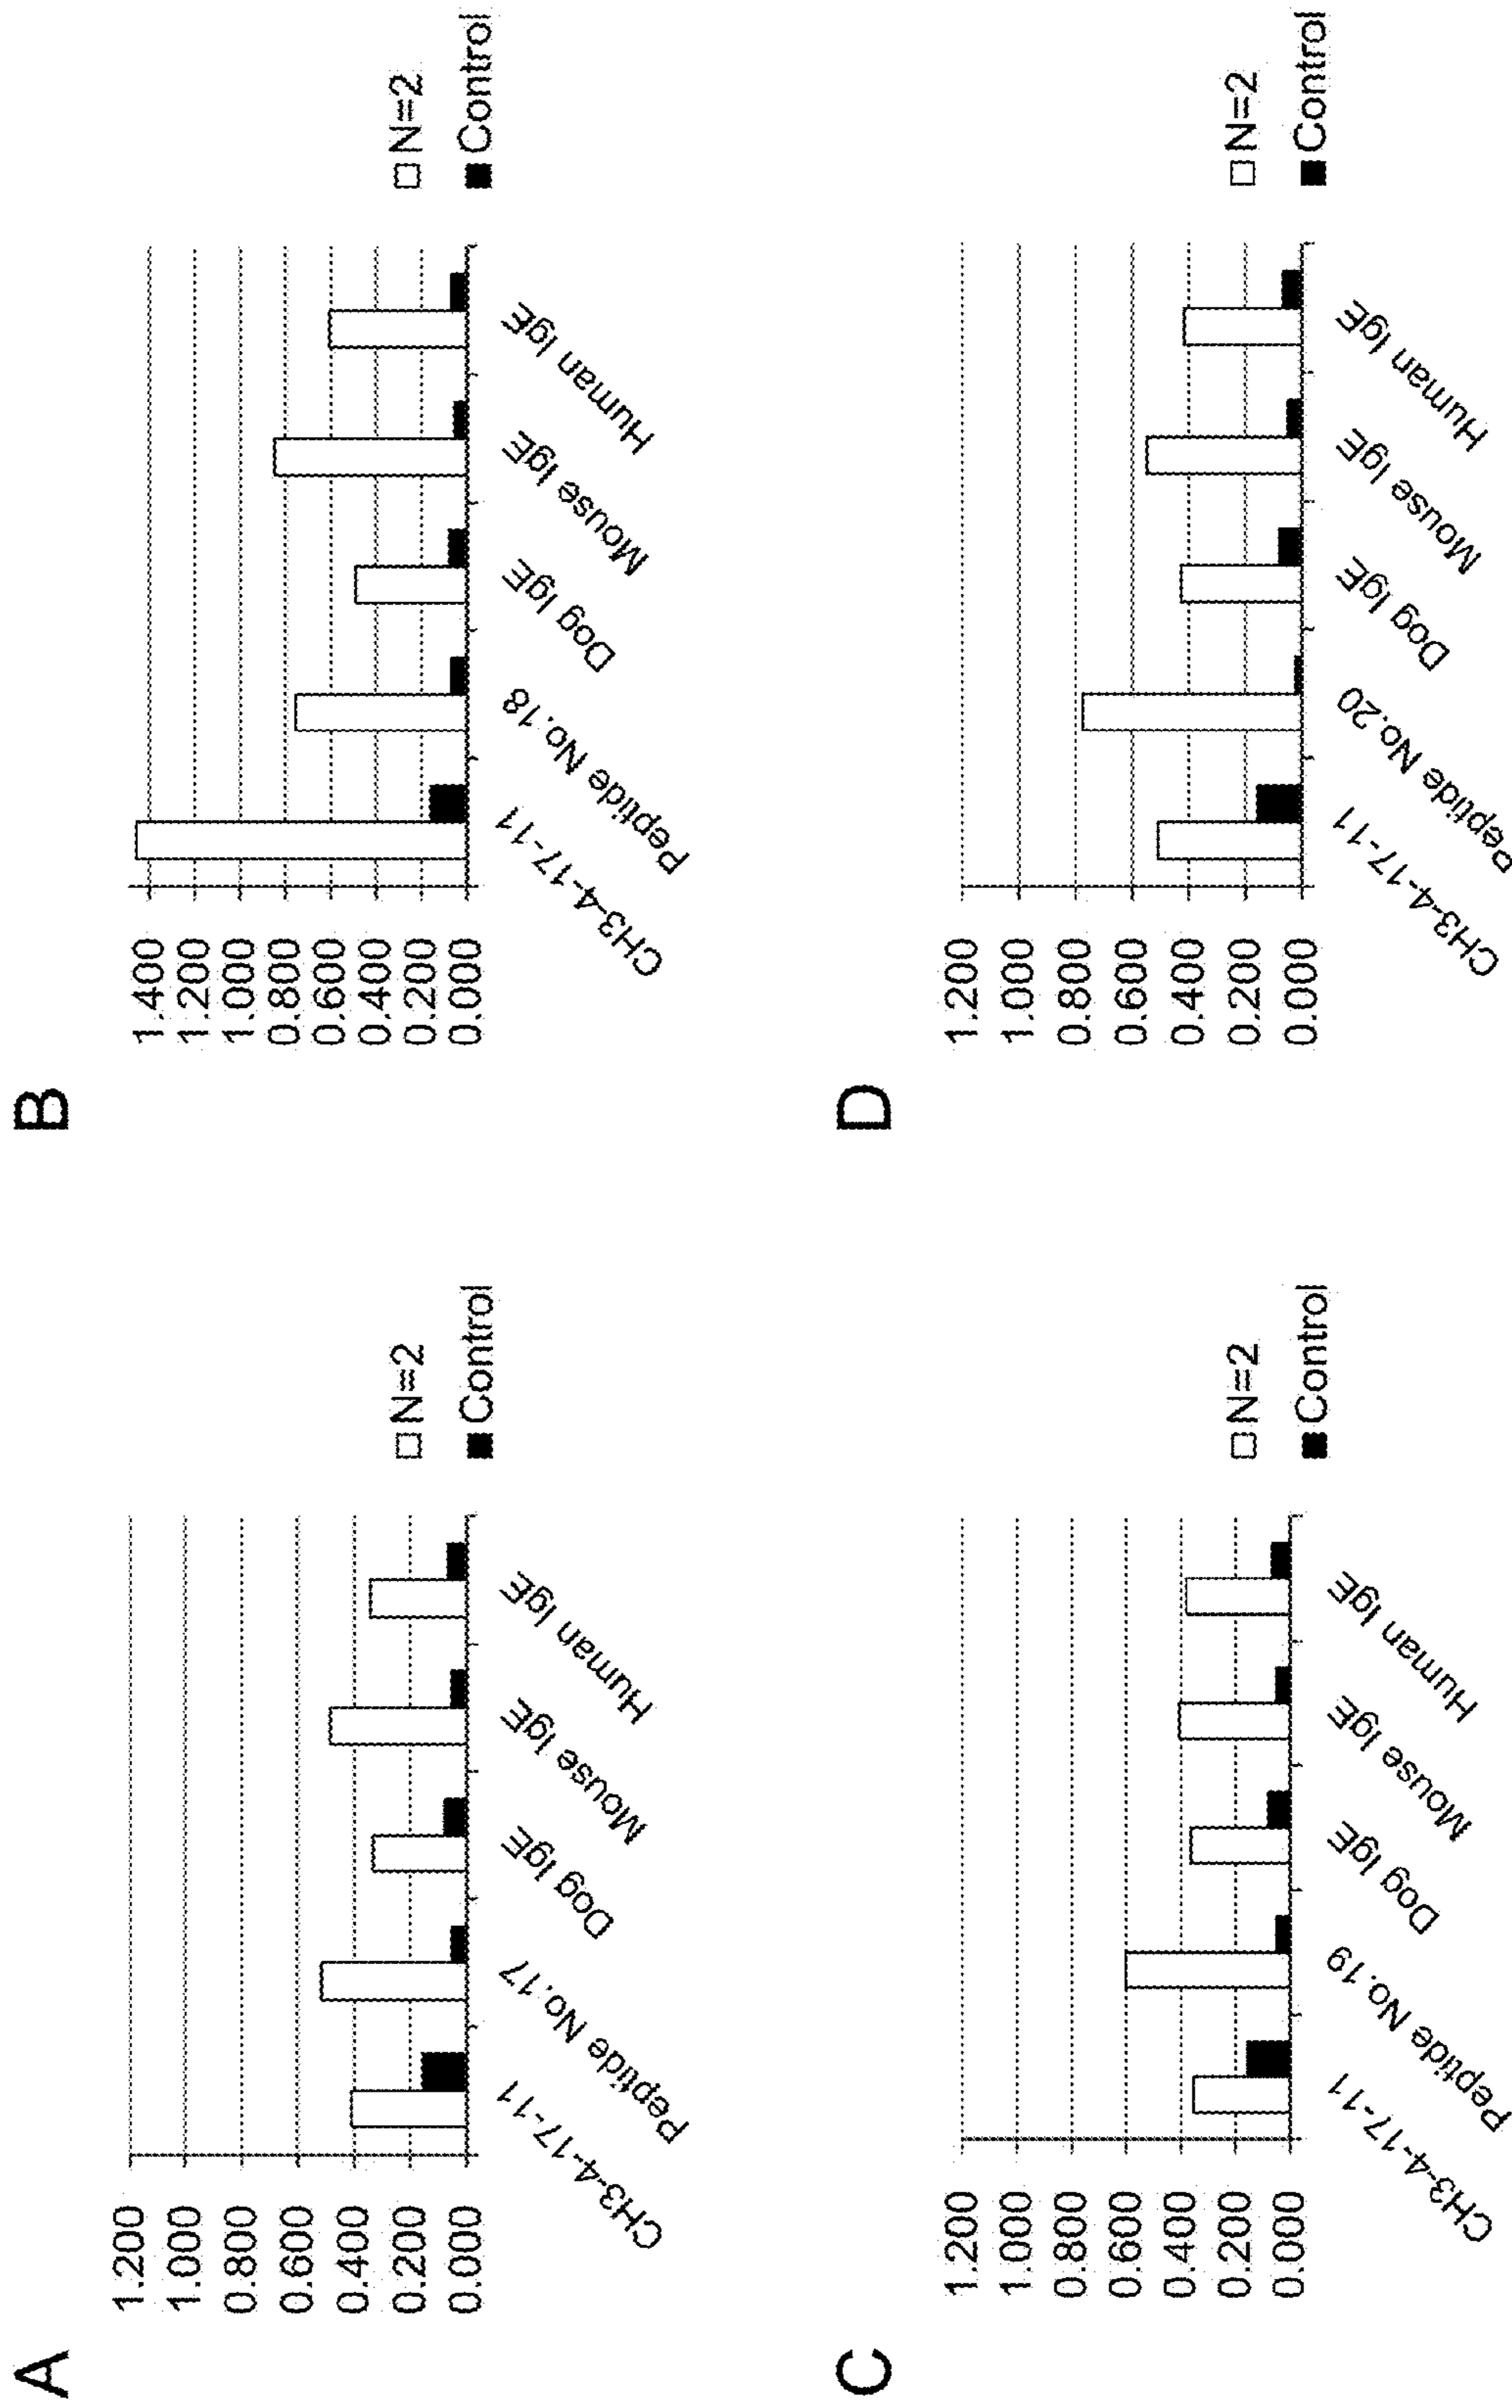 A
1.200
1.000
0.800
0.600
0.400
0.200
0.000
CH3-4-17-11
Peptide No.17
Dog IgE
Mouse IgE
Human IgE
N=2
Control
B
1.400
1.200
1.000
0.800
0.600
0.400
0.200
0.000
CH3-4-17-11
Peptide No.18
Dog IgE
Mouse IgE
Human IgE
N=2
Control
C
1.200
1.000
0.800
0.600
0.400
0.200
0.000
CH3-4-17-11
Peptide No.19
Dog IgE
Mouse IgE
Human IgE
N=2
Control
D
1.200
1.000
0.800
0.600
0.400
0.200
0.000
CH3-4-17-11
Peptide No.20
Dog IgE
Mouse IgE
Human IgE
N=2
Control